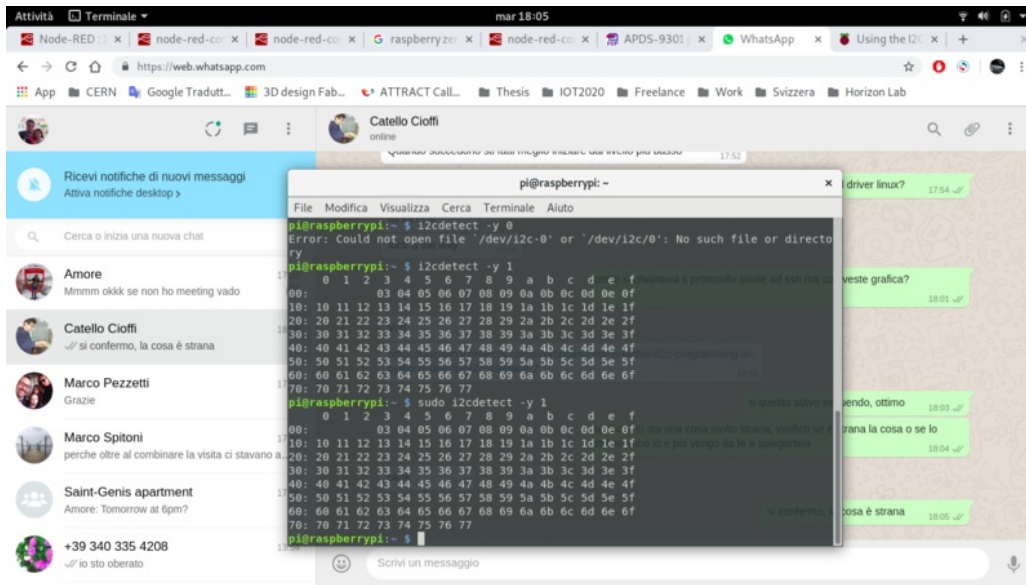 Attività Terminale mar 18:05
Node-RED : node-red-co node-red-co raspberry ze node-red-co APDS-9301 WhatsApp Using the I2C
https://web.whatsapp.com
App CERN Google Tradutt... 3D design Fab... ATTRACT Call... Thesis IOT2020 Freelance Work Svizzera Horizon Lab
Catello Cioffi
online
Quando succedono sti fatti meglio iniziare dal livello più basso 17:52
Ricevi notifiche di nuovi messaggi
Attiva notifiche desktop >
Cerca o inizia una nuova chat
Amore
Mmmm okkk se non ho meeting vado
Catello Cioffi
si confermo, la cosa è strana
Marco Pezzetti
Grazie
Marco Spitoni
perche oltre al combinare la visita ci stavano a...
Saint-Genis apartment
Amore: Tomorrow at 6pm?
+39 340 335 4208
io sto oberato
pi@raspberrypi: ~
File Modifica Visualizza Cerca Terminale Aiuto
pi@raspberrypi:~ $ i2cdetect -y 0
Error: Could not open file `/dev/i2c-0' or `/dev/i2c/0': No such file or directo
ry
pi@raspberrypi:~ $ i2cdetect -y 1
0 1 2 3 4 5 6 7 8 9 a b c d e f
00: 03 04 05 06 07 08 09 0a 0b 0c 0d 0e 0f
10: 10 11 12 13 14 15 16 17 18 19 1a 1b 1c 1d 1e 1f
20: 20 21 22 23 24 25 26 27 28 29 2a 2b 2c 2d 2e 2f
30: 30 31 32 33 34 35 36 37 38 39 3a 3b 3c 3d 3e 3f
40: 40 41 42 43 44 45 46 47 48 49 4a 4b 4c 4d 4e 4f
50: 50 51 52 53 54 55 56 57 58 59 5a 5b 5c 5d 5e 5f
60: 60 61 62 63 64 65 66 67 68 69 6a 6b 6c 6d 6e 6f
70: 70 71 72 73 74 75 76 77
pi@raspberrypi:~ $ sudo i2cdetect -y 1
0 1 2 3 4 5 6 7 8 9 a b c d e f
00: 03 04 05 06 07 08 09 0a 0b 0c 0d 0e 0f
10: 10 11 12 13 14 15 16 17 18 19 1a 1b 1c 1d 1e 1f
20: 20 21 22 23 24 25 26 27 28 29 2a 2b 2c 2d 2e 2f
30: 30 31 32 33 34 35 36 37 38 39 3a 3b 3c 3d 3e 3f
40: 40 41 42 43 44 45 46 47 48 49 4a 4b 4c 4d 4e 4f
50: 50 51 52 53 54 55 56 57 58 59 5a 5b 5c 5d 5e 5f
60: 60 61 62 63 64 65 66 67 68 69 6a 6b 6c 6d 6e 6f
70: 70 71 72 73 74 75 76 77
pi@raspberrypi:~ $
driver linux? 17:54
veste grafica?
18:01
uendo, ottimo 18:03
trana la cosa o se lo
18:04
si confermo, la cosa è strana 18:05
Scrivi un messaggio